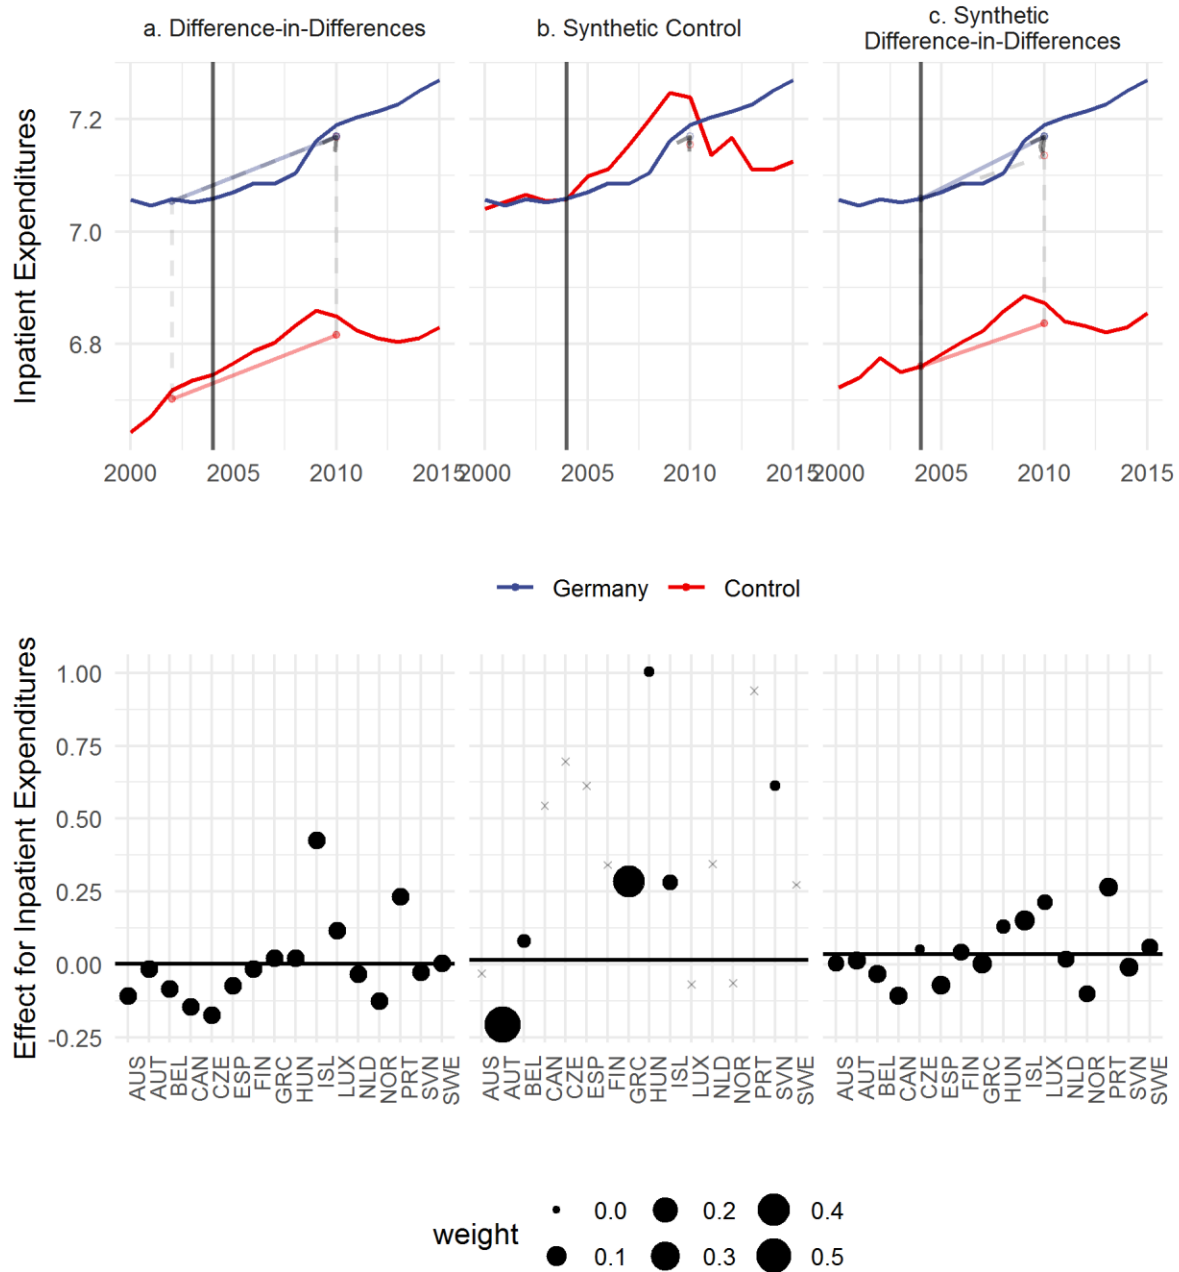 a. Difference-in-Differences
b. Synthetic Control
c. Synthetic
Difference-in-Differences
Inpatient Expenditures
7.2
7.0
6.8
2000 2005 2010 2015
2000 2005 2010 2015
2000 2005 2010 2015
Germany Control
Effect for Inpatient Expenditures
1.00
0.75
0.50
0.25
0.00
-0.25
AUS AUT BEL CAN CZE ESP FIN GRC HUN ISL LUX NLD NOR PRT SVN SWE
AUS AUT BEL CAN CZE ESP FIN GRC HUN ISL LUX NLD NOR PRT SVN SWE
AUS AUT BEL CAN CZE ESP FIN GRC HUN ISL LUX NLD NOR PRT SVN SWE
weight
0.0 0.2 0.4
0.1 0.3 0.5